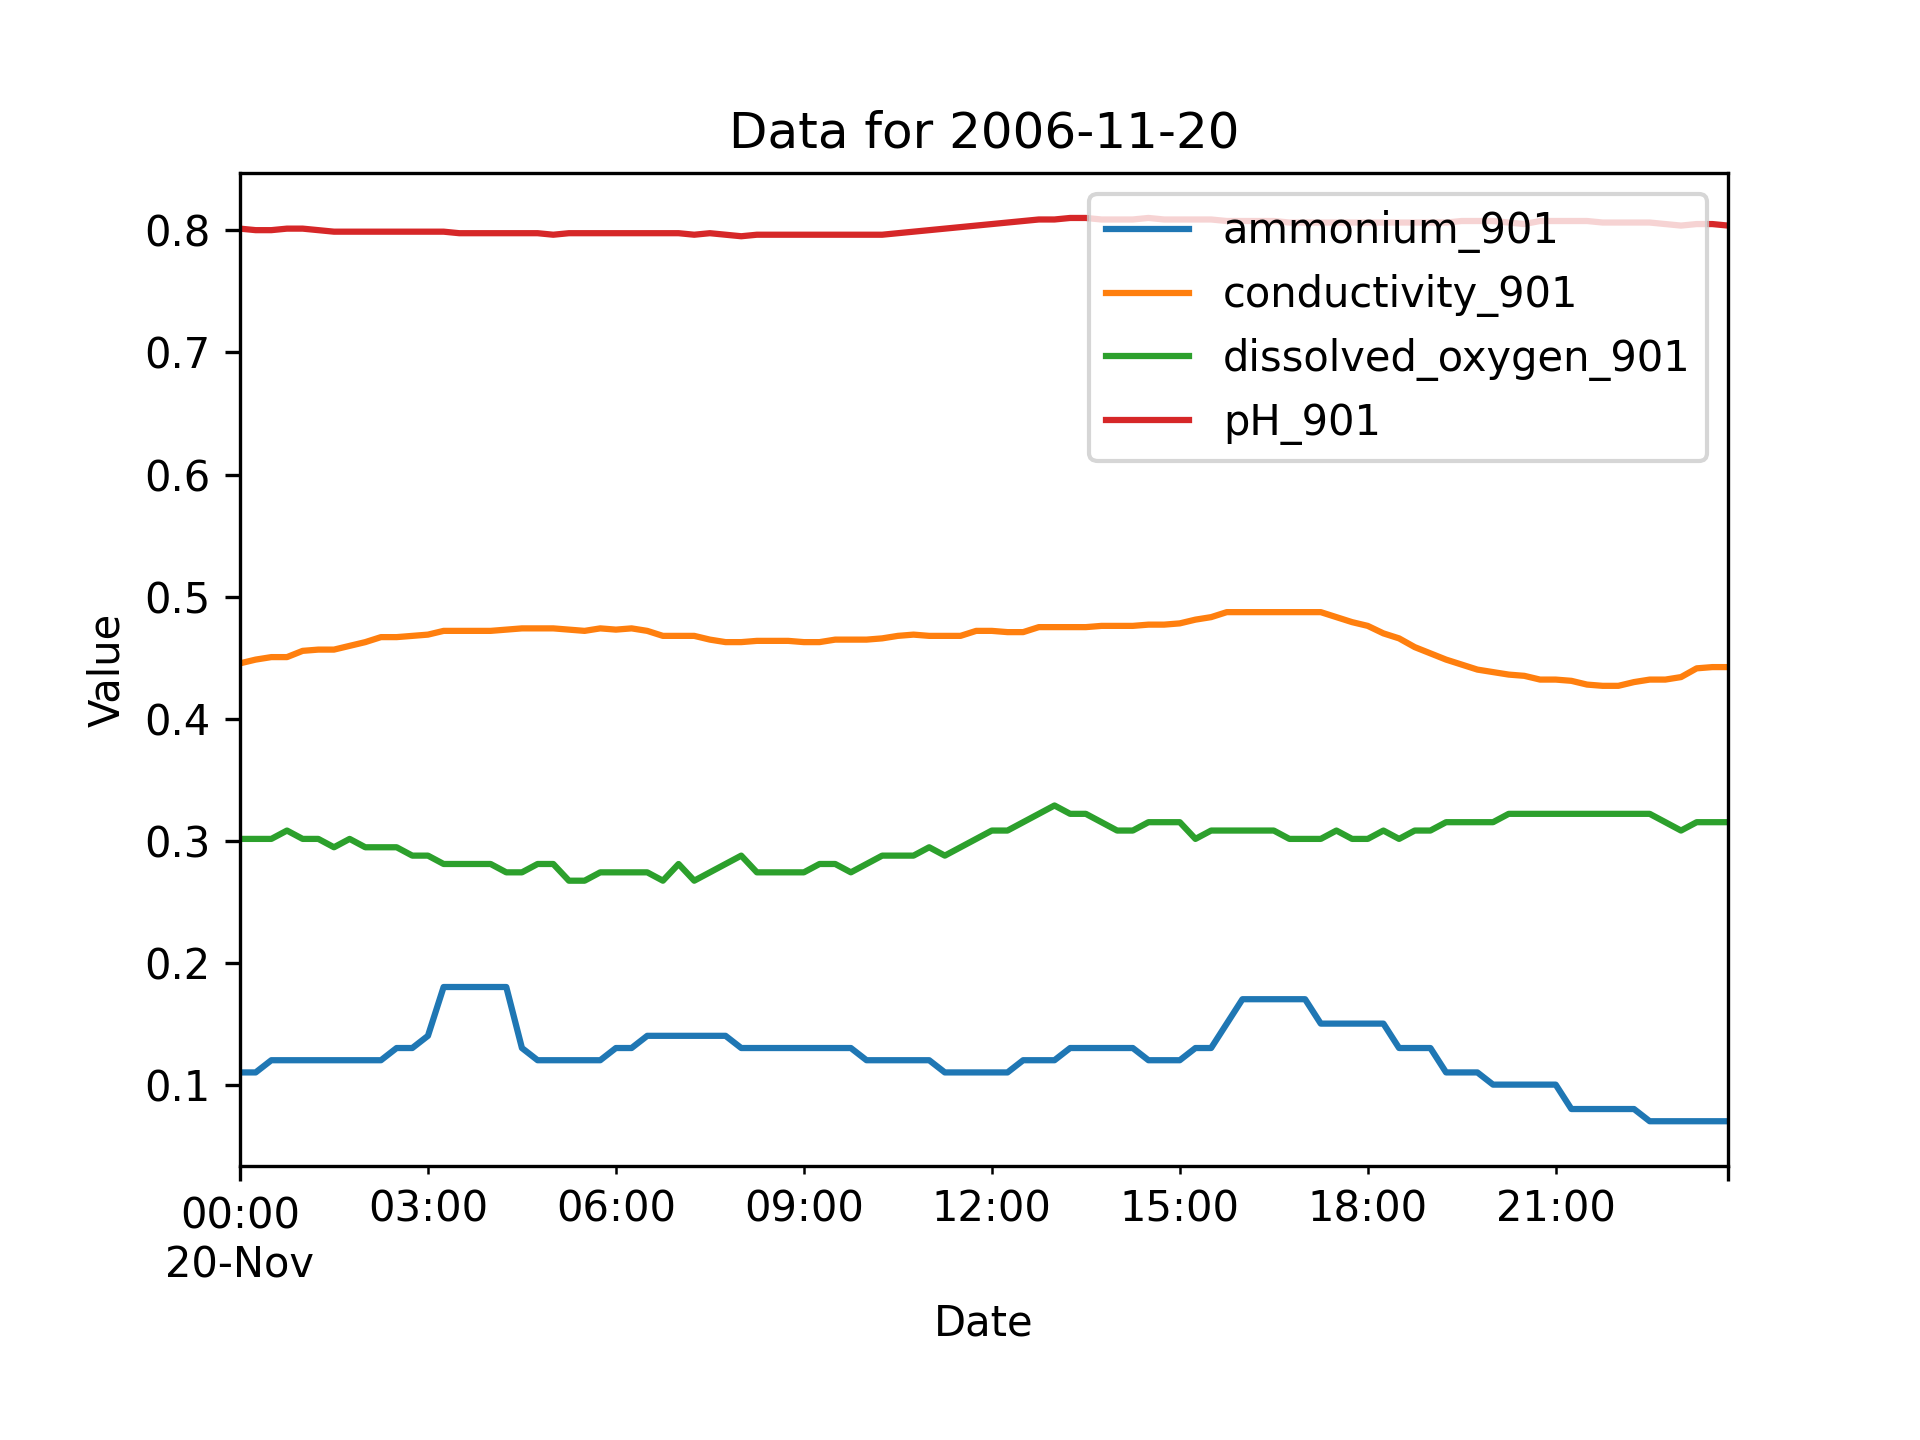 Data for 2006-11-20
ammonium_901
conductivity_901
dissolved_oxygen_901
pH_901
0.8
0.7
0.6
0.5
0.4
0.3
0.2
0.1
Value
00:00 03:00 06:00 09:00 12:00 15:00 18:00 21:00
20-Nov
Date